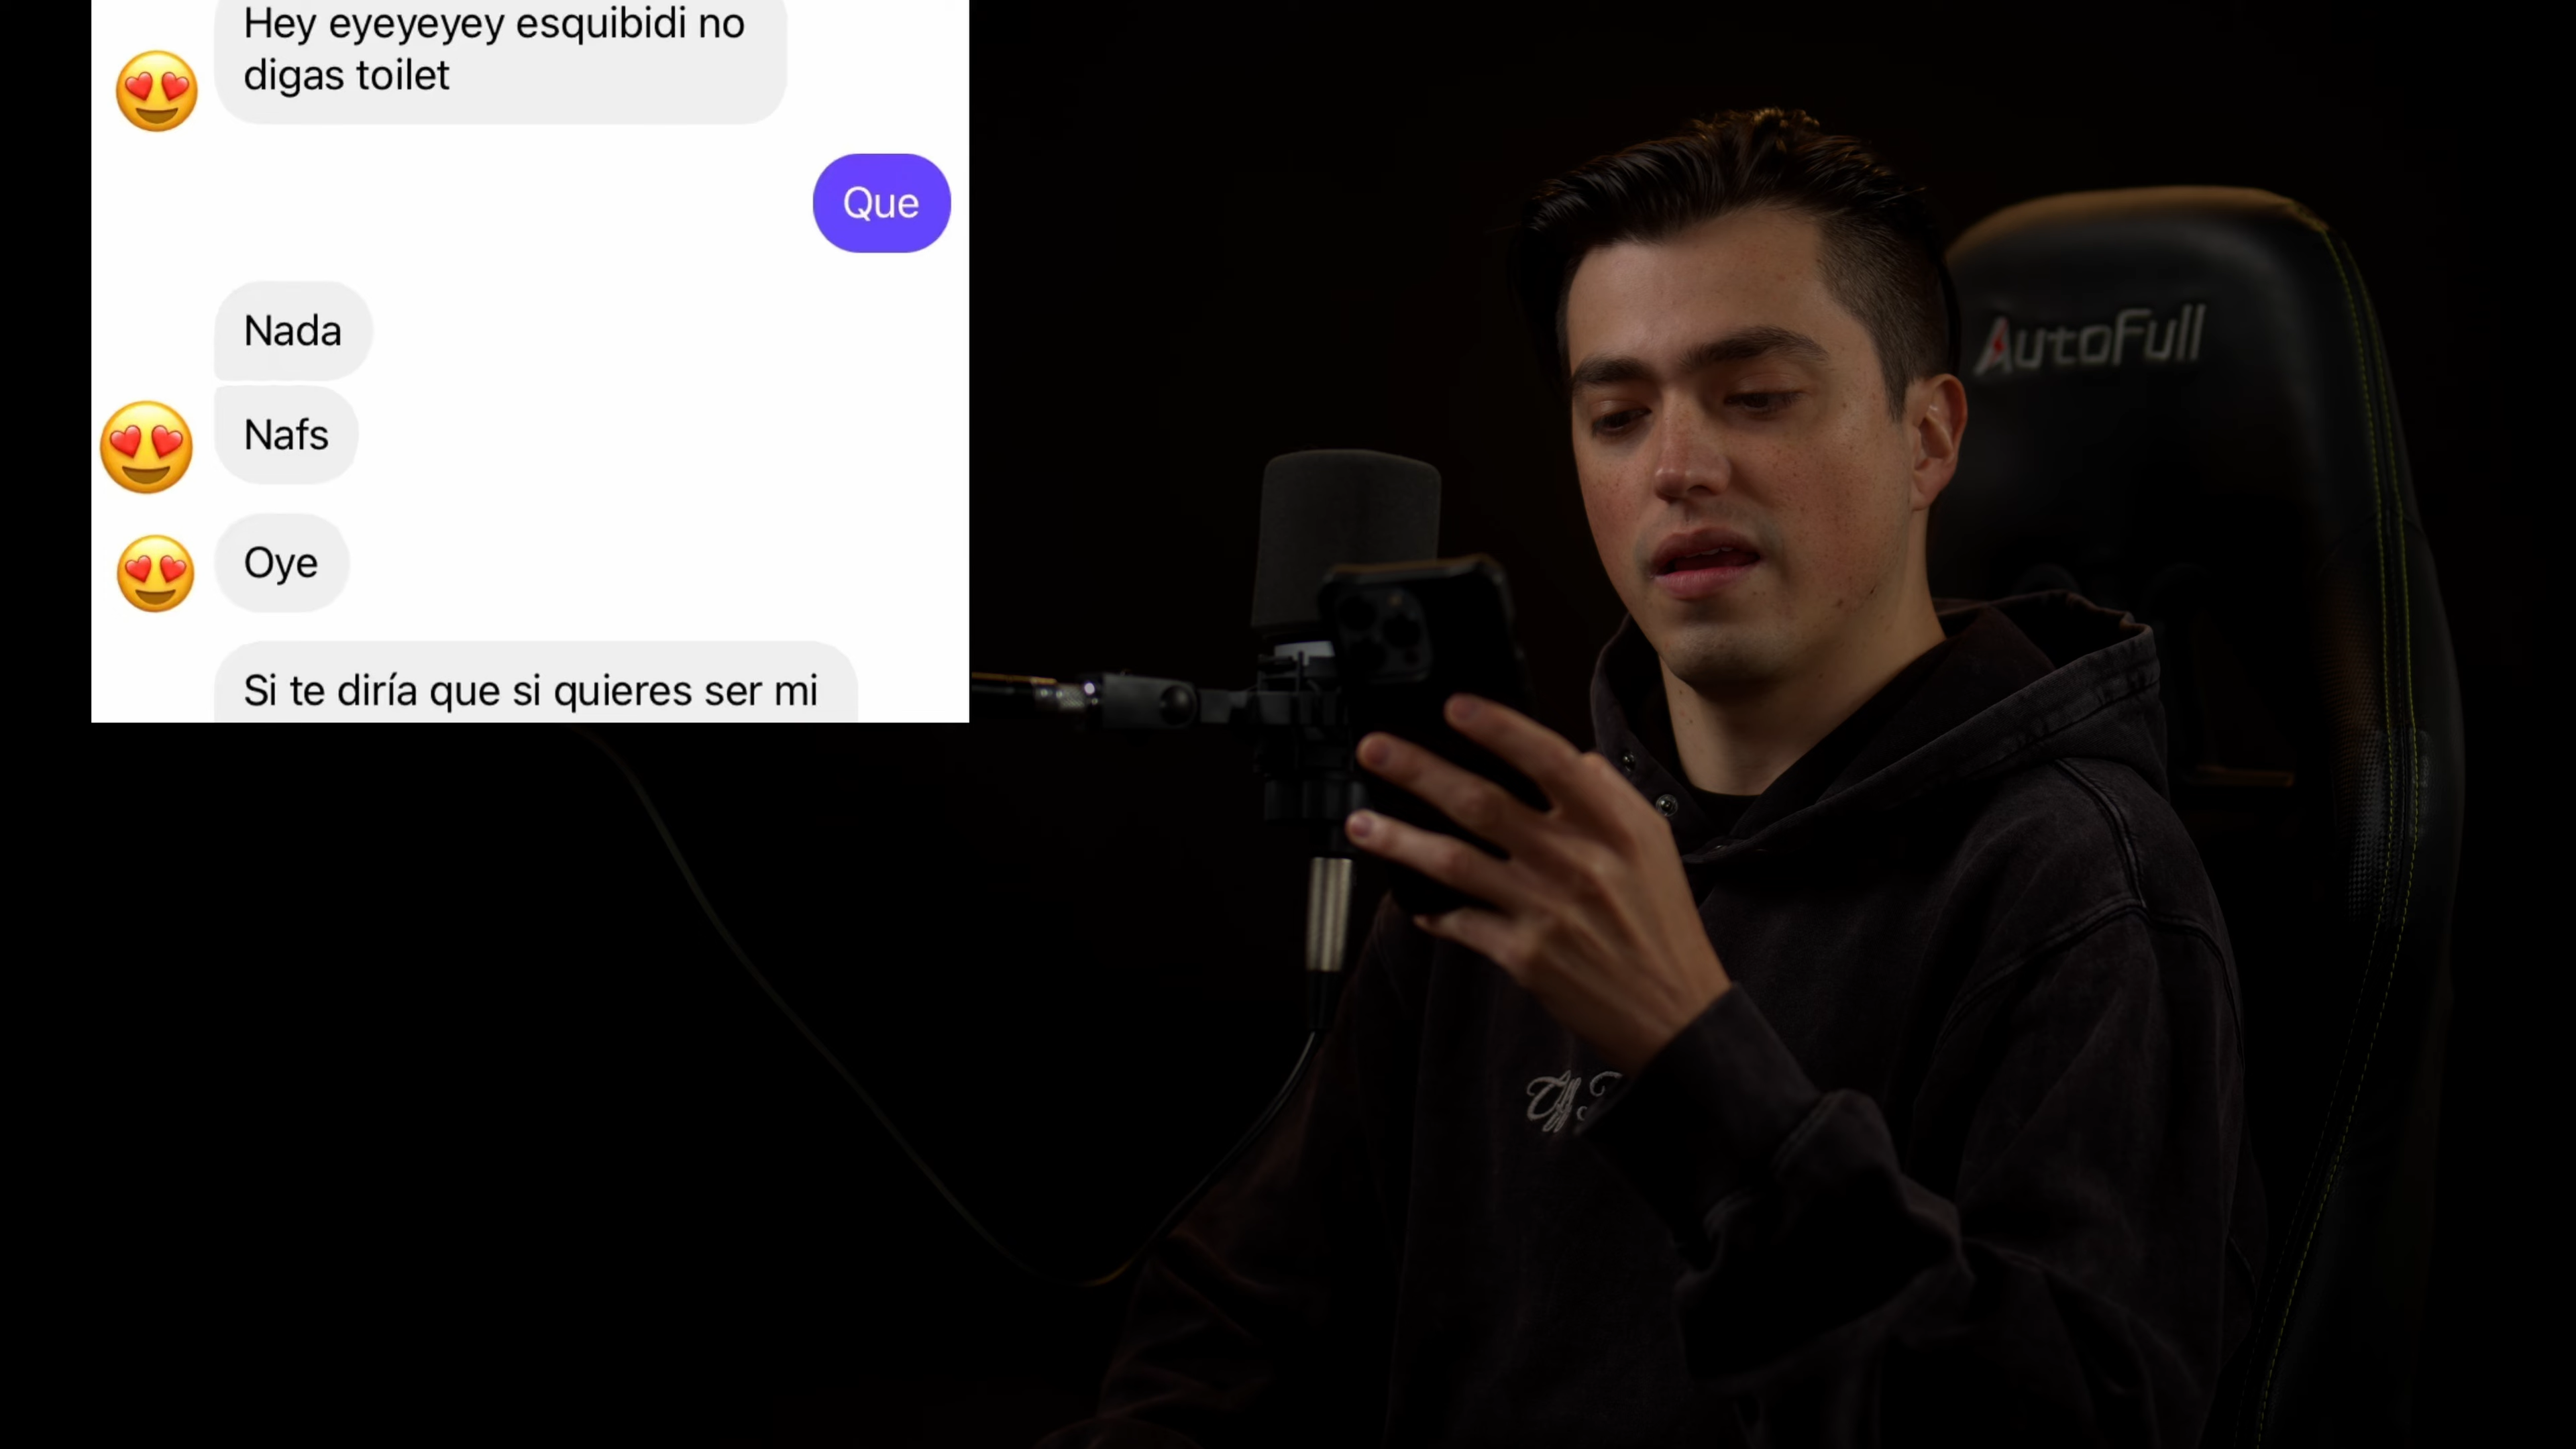 Hey eyeyeyey esquibidi no
digas toilet
Que
Nada
Nafs
Oye
Si te diría que si quieres ser mi
AutoFull